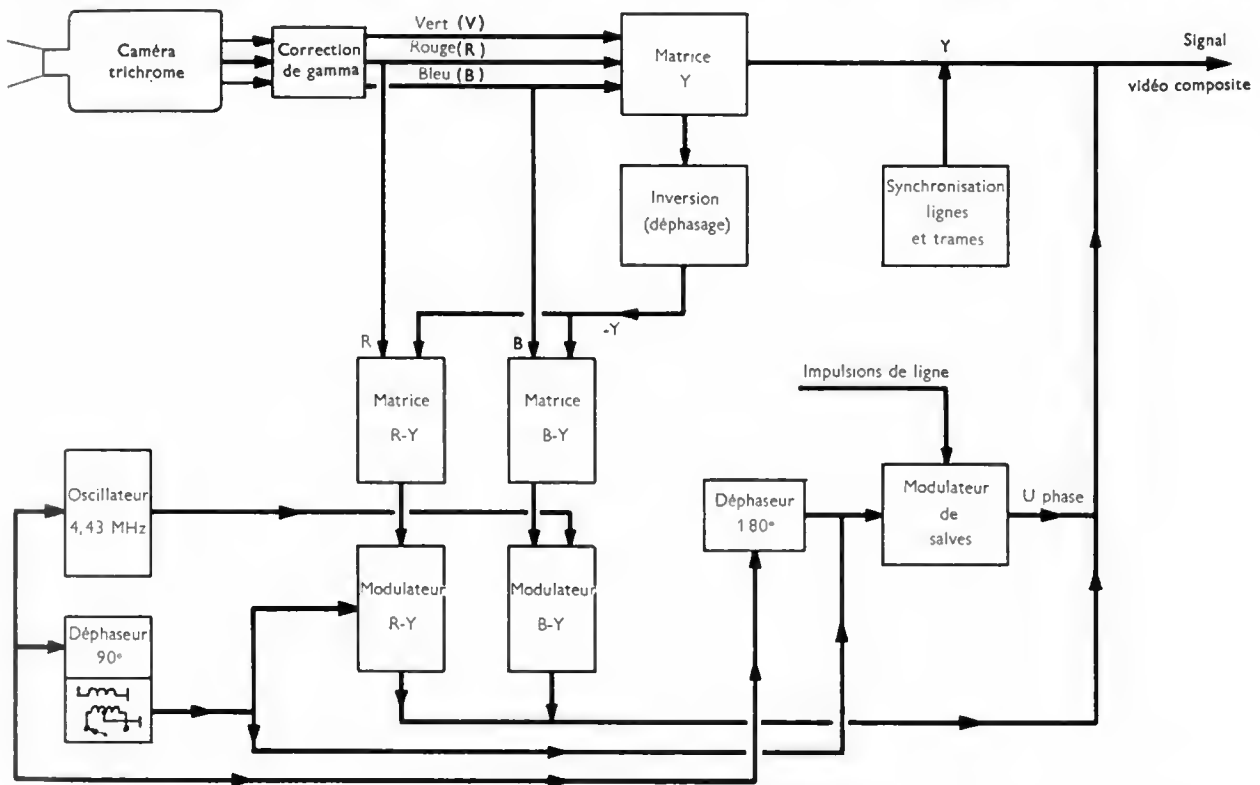 Caméra
trichrome
Correction
de gamma
Vert (V)
Rouge (R)
Bleu (B)
Matrice
Y
Y
Signal
vidéo composite
Inversion
(déphasage)
Synchronisation
lignes
et trames
-Y
R
B
Matrice
R-Y
Matrice
B-Y
Impulsions de ligne
Oscillateur
4,43 MHz
Déphaseur
180°
Modulateur
de
salves
U phase
Modulateur
R-Y
Modulateur
B-Y
Déphaseur
90°